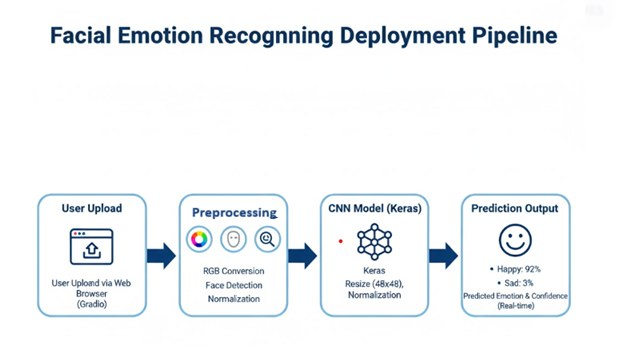 Facial Emotion Recognning Deployment Pipeline
User Upload
User Uplomd via Web
Browser
(Gradio)
Preprocessing
RGB Conversion
Face Detection
Normalization
CNN Model (Keras)
Keras
Resize (48x48),
Normalization
Prediction Output
• Happy: 92%
• Sad: 3%
Predicted Emotion & Confidence
(Real-time)